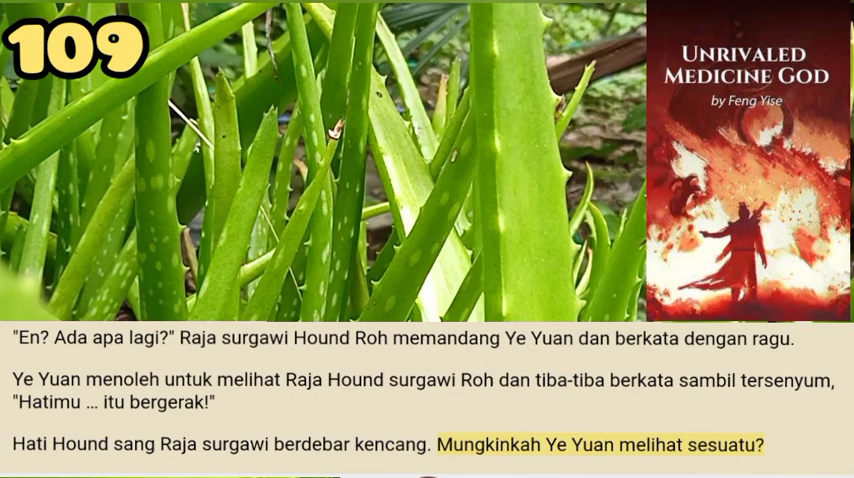 109
UNRIVALED
MEDICINE GOD
by Feng Yise
"En? Ada apa lagi?" Raja surgawi Hound Roh memandang Ye Yuan dan berkata dengan ragu.
Ye Yuan menoleh untuk melihat Raja Hound surgawi Roh dan tiba-tiba berkata sambil tersenyum,
"Hatimu ... itu bergerak!"
Hati Hound sang Raja surgawi berdebar kencang. Mungkinkah Ye Yuan melihat sesuatu?